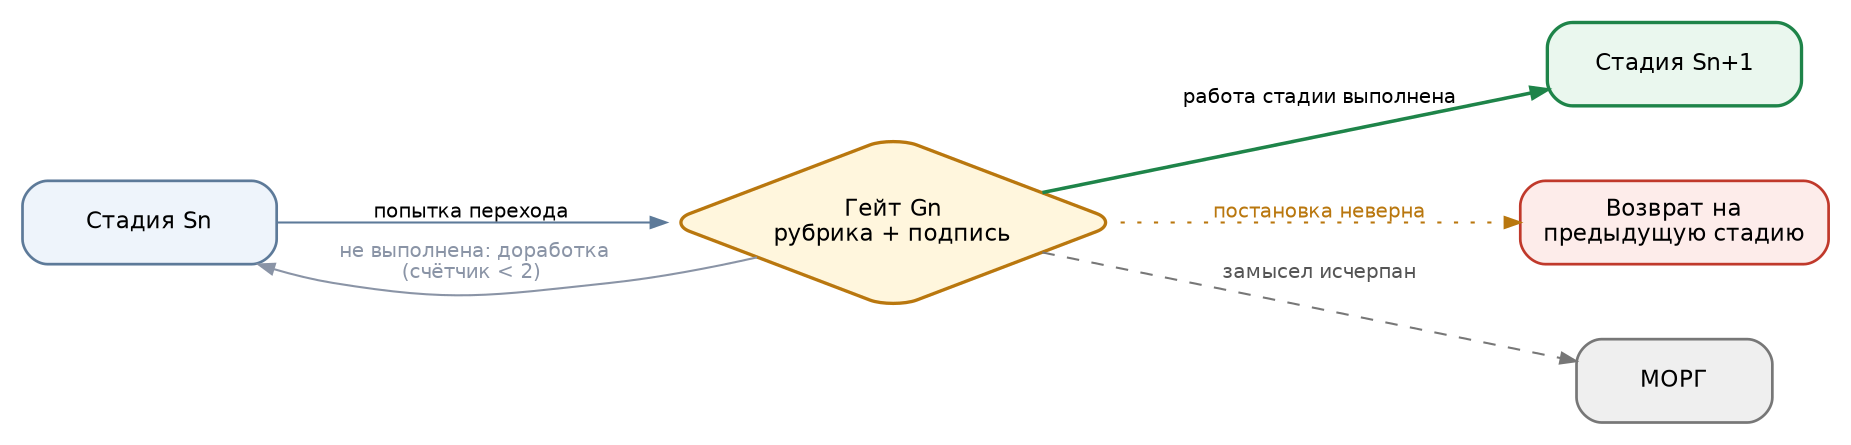 Стадия Sn
попытка перехода
не выполнена: доработка
(счётчик < 2)
Гейт Gn
рубрика + подпись
работа стадии выполнена
Стадия Sn+1
постановка неверна
Возврат на
предыдущую стадию
замысел исчерпан
МОРГ